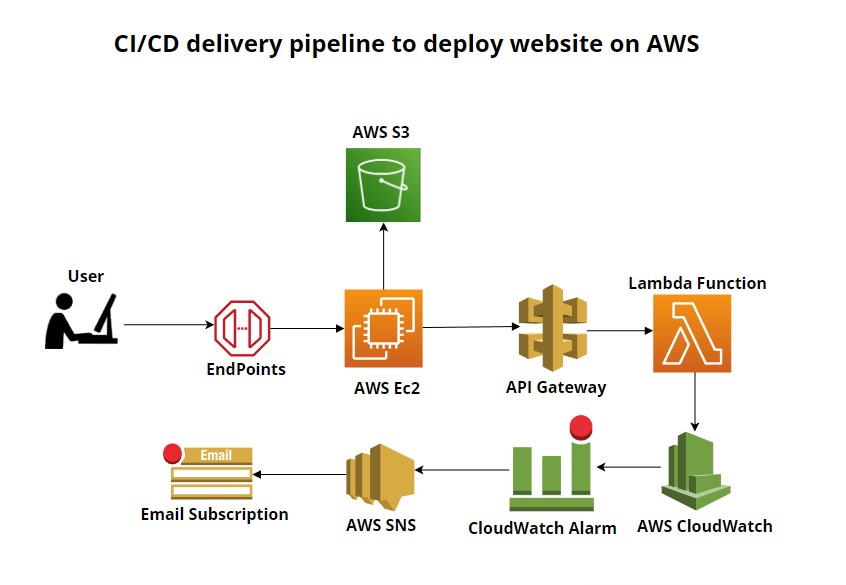 CI/CD delivery pipeline to deploy website on AWS
AWS S3
User
EndPoints
AWS Ec2
API Gateway
Lambda Function
AWS CloudWatch
CloudWatch Alarm
AWS SNS
Email
Email Subscription